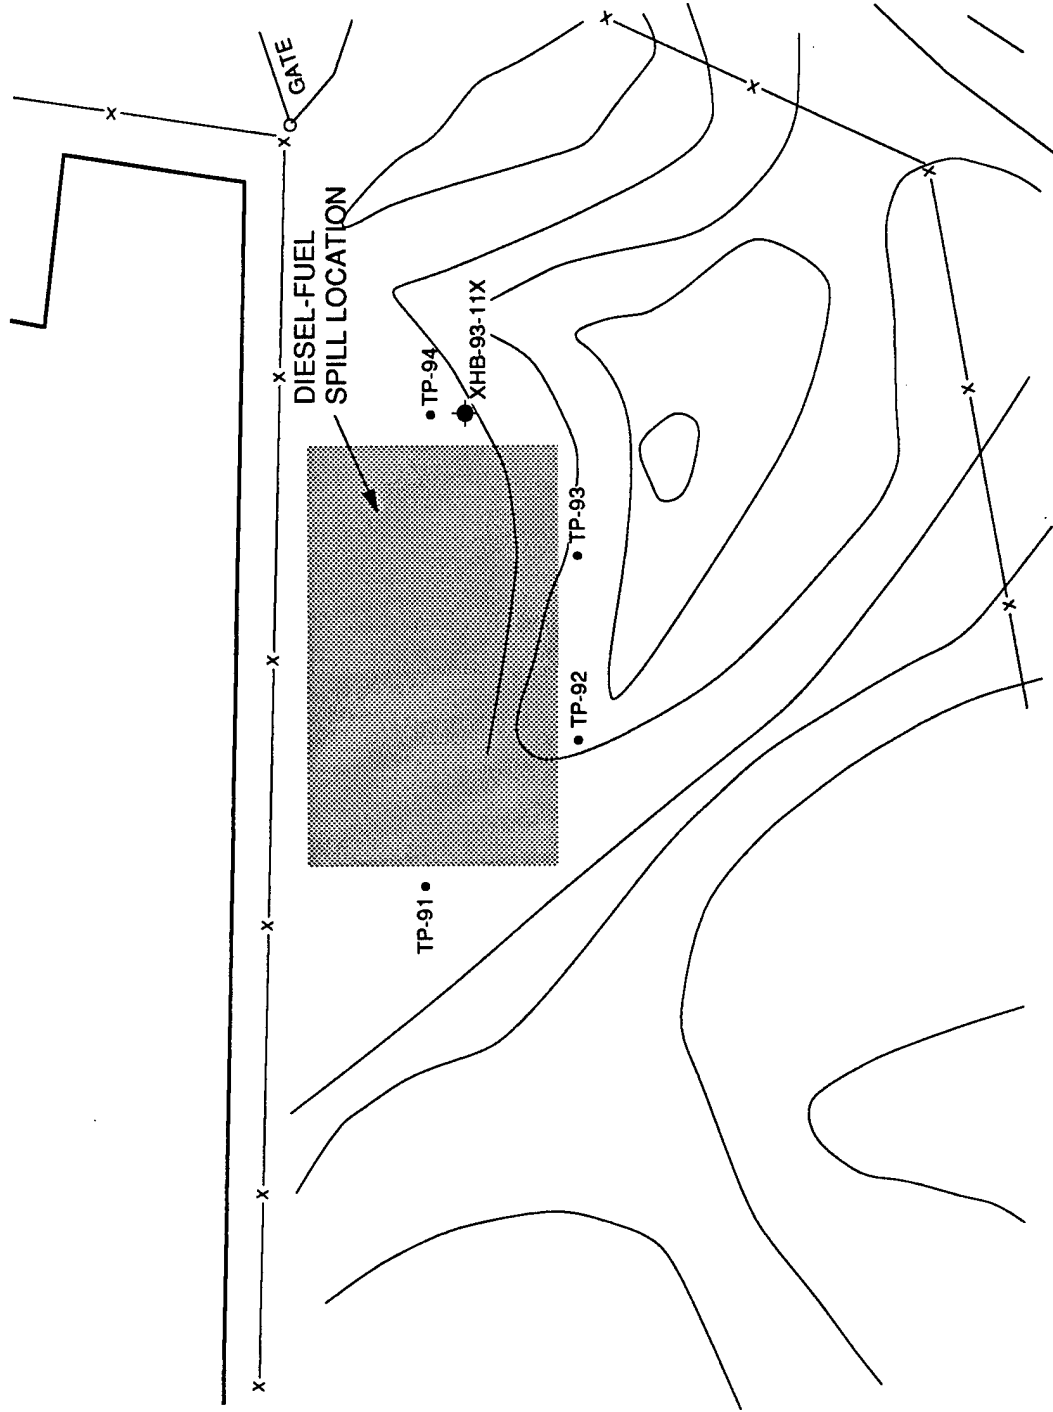 GATE
DIESEL-FUEL
SPILL LOCATION
TP-94
XHB-93-11X
TP-93
TP-92
TP-91